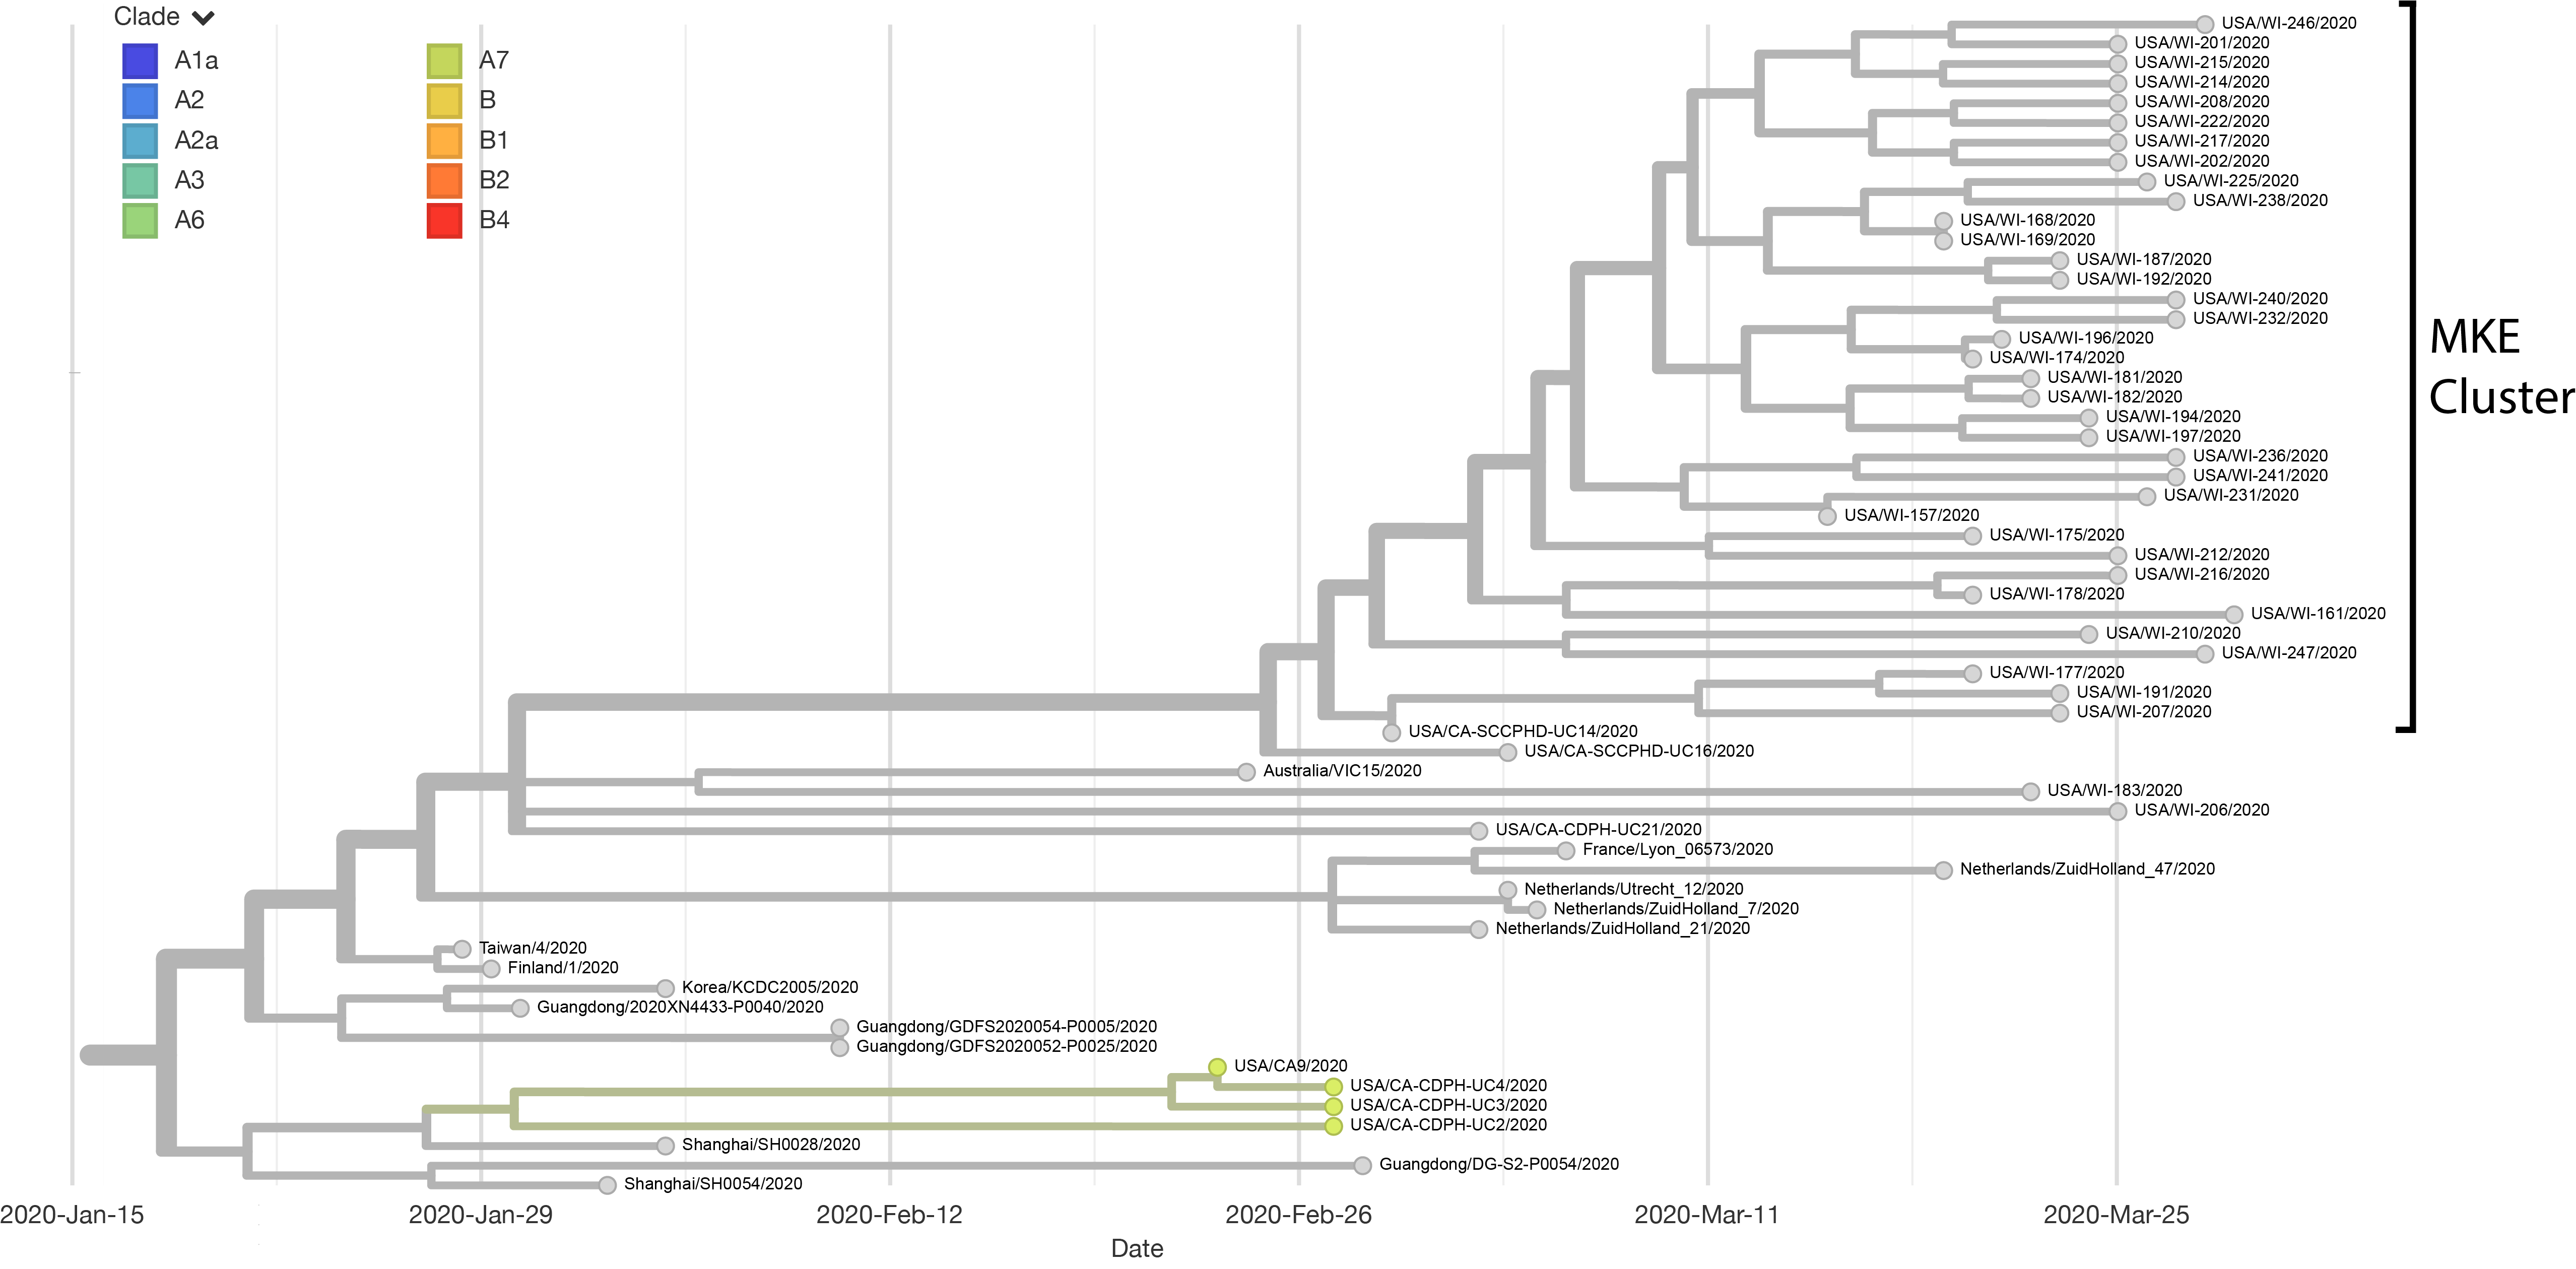 Clade
A1a
A2
A2a
A3
A6
A7
B
B1
B2
B4
USA/WI-246/2020
USA/WI-201/2020
USA/WI-215/2020
USA/WI-214/2020
USA/WI-208/2020
USA/WI-222/2020
USA/WI-217/2020
USA/WI-202/2020
USA/WI-225/2020
USA/WI-238/2020
USA/WI-168/2020
USA/WI-169/2020
USA/WI-187/2020
USA/WI-192/2020
USA/WI-240/2020
USA/WI-232/2020
USA/WI-196/2020
USA/WI-174/2020
USA/WI-181/2020
USA/WI-182/2020
USA/WI-194/2020
USA/WI-197/2020
USA/WI-236/2020
USA/WI-241/2020
USA/WI-231/2020
USA/WI-157/2020
USA/WI-175/2020
USA/WI-212/2020
USA/WI-216/2020
USA/WI-178/2020
USA/WI-161/2020
USA/WI-210/2020
USA/WI-247/2020
USA/WI-177/2020
USA/WI-191/2020
USA/WI-207/2020
USA/CA-SCCPHD-UC14/2020
USA/CA-SCCPHD-UC16/2020
Australia/VIC15/2020
USA/WI-183/2020
USA/WI-206/2020
USA/CA-CDPH-UC21/2020
France/Lyon_06573/2020
Netherlands/ZuidHolland_47/2020
Netherlands/Utrecht_12/2020
Netherlands/ZuidHolland_7/2020
Netherlands/ZuidHolland_21/2020
Taiwan/4/2020
Finland/1/2020
Korea/KCDC2005/2020
Guangdong/2020XN4433-P0040/2020
Guangdong/GDFS2020054-P0005/2020
Guangdong/GDFS2020052-P0025/2020
USA/CA9/2020
USA/CA-CDPH-UC4/2020
USA/CA-CDPH-UC3/2020
USA/CA-CDPH-UC2/2020
Shanghai/SH0028/2020
Guangdong/DG-S2-P0054/2020
Shanghai/SH0054/2020
MKE
Cluster
2020-Jan-15
2020-Jan-29
2020-Feb-12
2020-Feb-26
2020-Mar-11
2020-Mar-25
Date